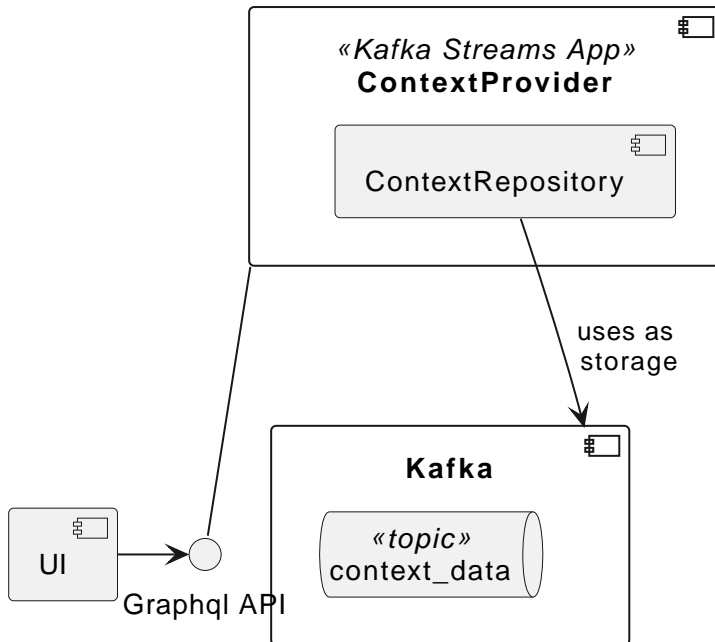 «Kafka Streams App»
ContextProvider
ContextRepository
uses as
storage
Kafka
«topic»
context_data
UI
Graphql API